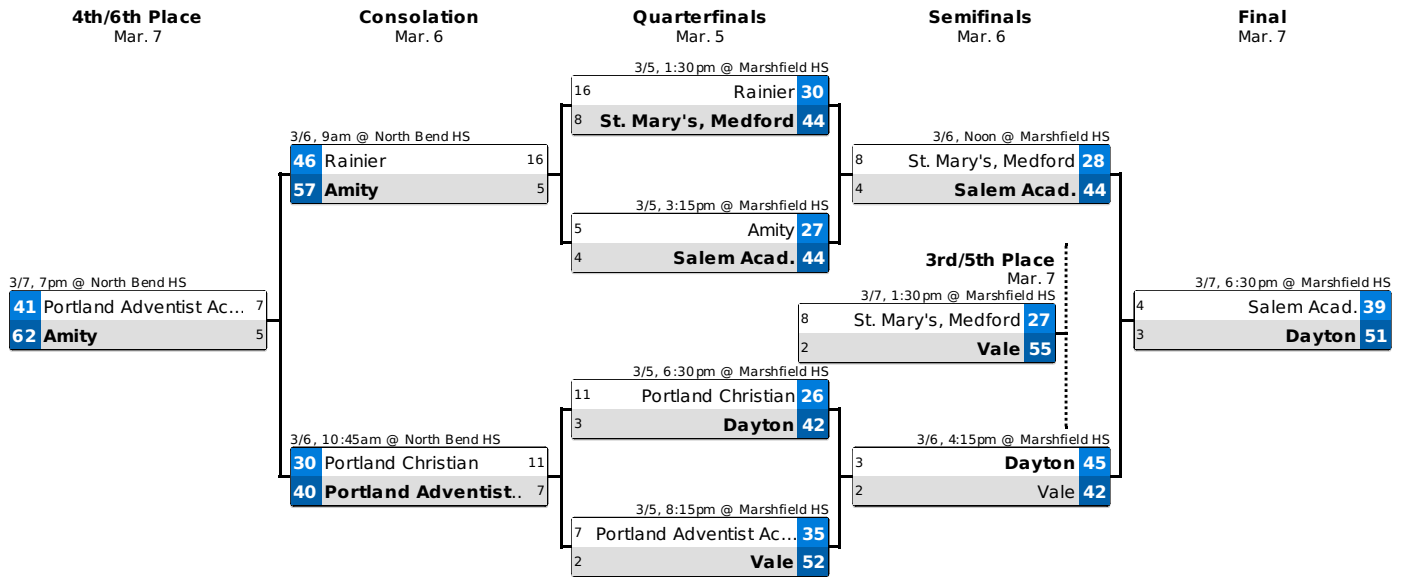 4th/6th Place
Mar. 7
Consolation
Mar. 6
Quarterfinals
Mar. 5
Semifinals
Mar. 6
Final
Mar. 7
3/7, 7pm @ North Bend HS
41 Portland Adventist Ac... 7
62 Amity 5
3/6, 9am @ North Bend HS
46 Rainier 16
57 Amity 5
3/6, 10:45am @ North Bend HS
30 Portland Christian 11
40 Portland Adventist.. 7
3/5, 1:30pm @ Marshfield HS
16 Rainier 30
8 St. Mary's, Medford 44
3/5, 3:15pm @ Marshfield HS
5 Amity 27
4 Salem Acad. 44
3/5, 6:30pm @ Marshfield HS
11 Portland Christian 26
3 Dayton 42
3/5, 8:15pm @ Marshfield HS
7 Portland Adventist Ac... 35
2 Vale 52
3/6, Noon @ Marshfield HS
8 St. Mary's, Medford 28
4 Salem Acad. 44
3rd/5th Place
Mar. 7
3/7, 1:30pm @ Marshfield HS
8 St. Mary's, Medford 27
2 Vale 55
3/6, 4:15pm @ Marshfield HS
3 Dayton 45
2 Vale 42
3/7, 6:30pm @ Marshfield HS
4 Salem Acad. 39
3 Dayton 51